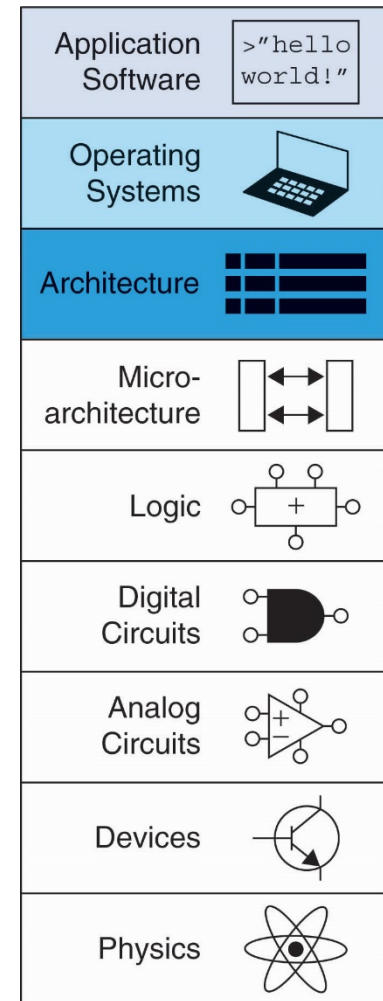 Application
Software
>"hello
world!"
Operating
Systems
Architecture
Micro-
architecture
Logic
+
Digital
Circuits
Analog
Circuits
+
−
Devices
Physics